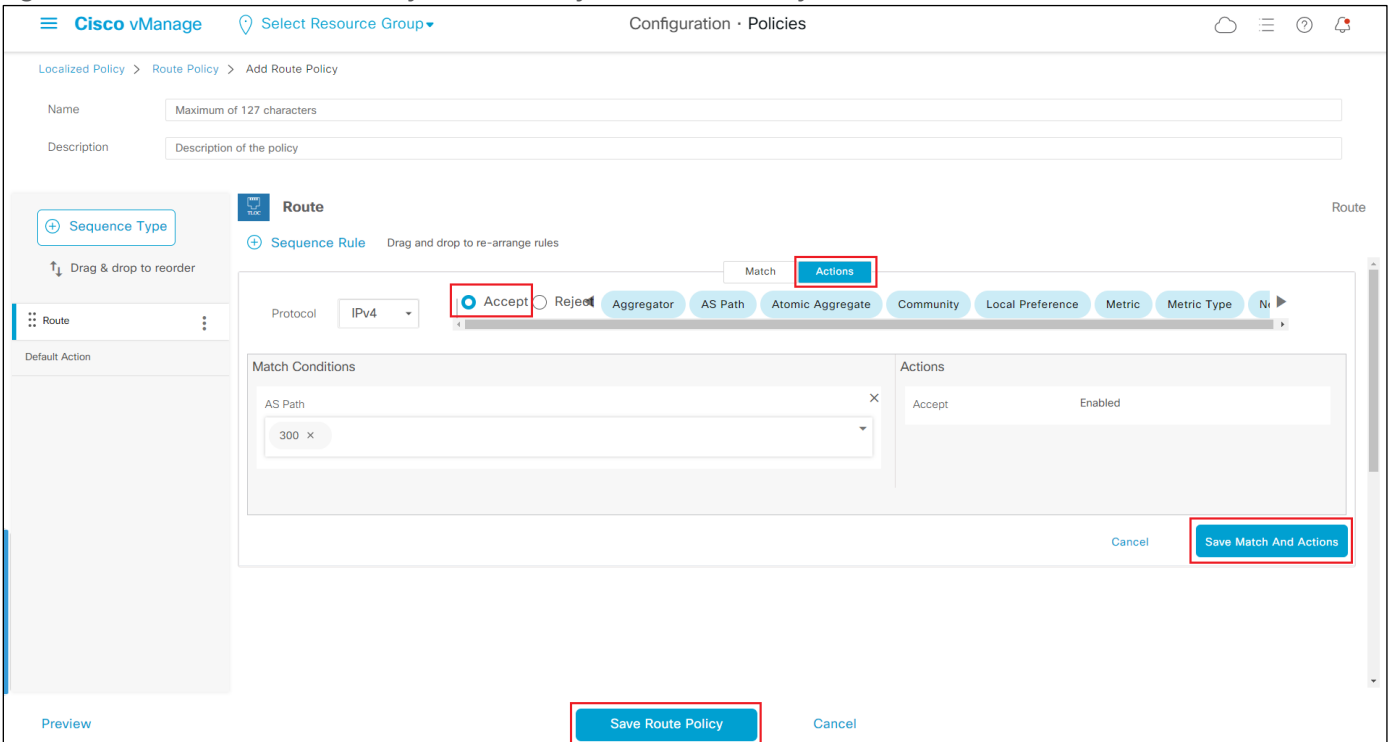 Cisco vManage
Select Resource Group
Configuration · Policies
Localized Policy > Route Policy > Add Route Policy
Name
Maximum of 127 characters
Description
Description of the policy
Sequence Type
Drag & drop to reorder
Route
Default Action
TLOC
Route
Route
Sequence Rule
Drag and drop to re-arrange rules
Match
Actions
Protocol
IPv4
Accept
Reject
Aggregator
AS Path
Atomic Aggregate
Community
Local Preference
Metric
Metric Type
Match Conditions
Actions
AS Path
300 ×
Accept
Enabled
Cancel
Save Match And Actions
Preview
Save Route Policy
Cancel